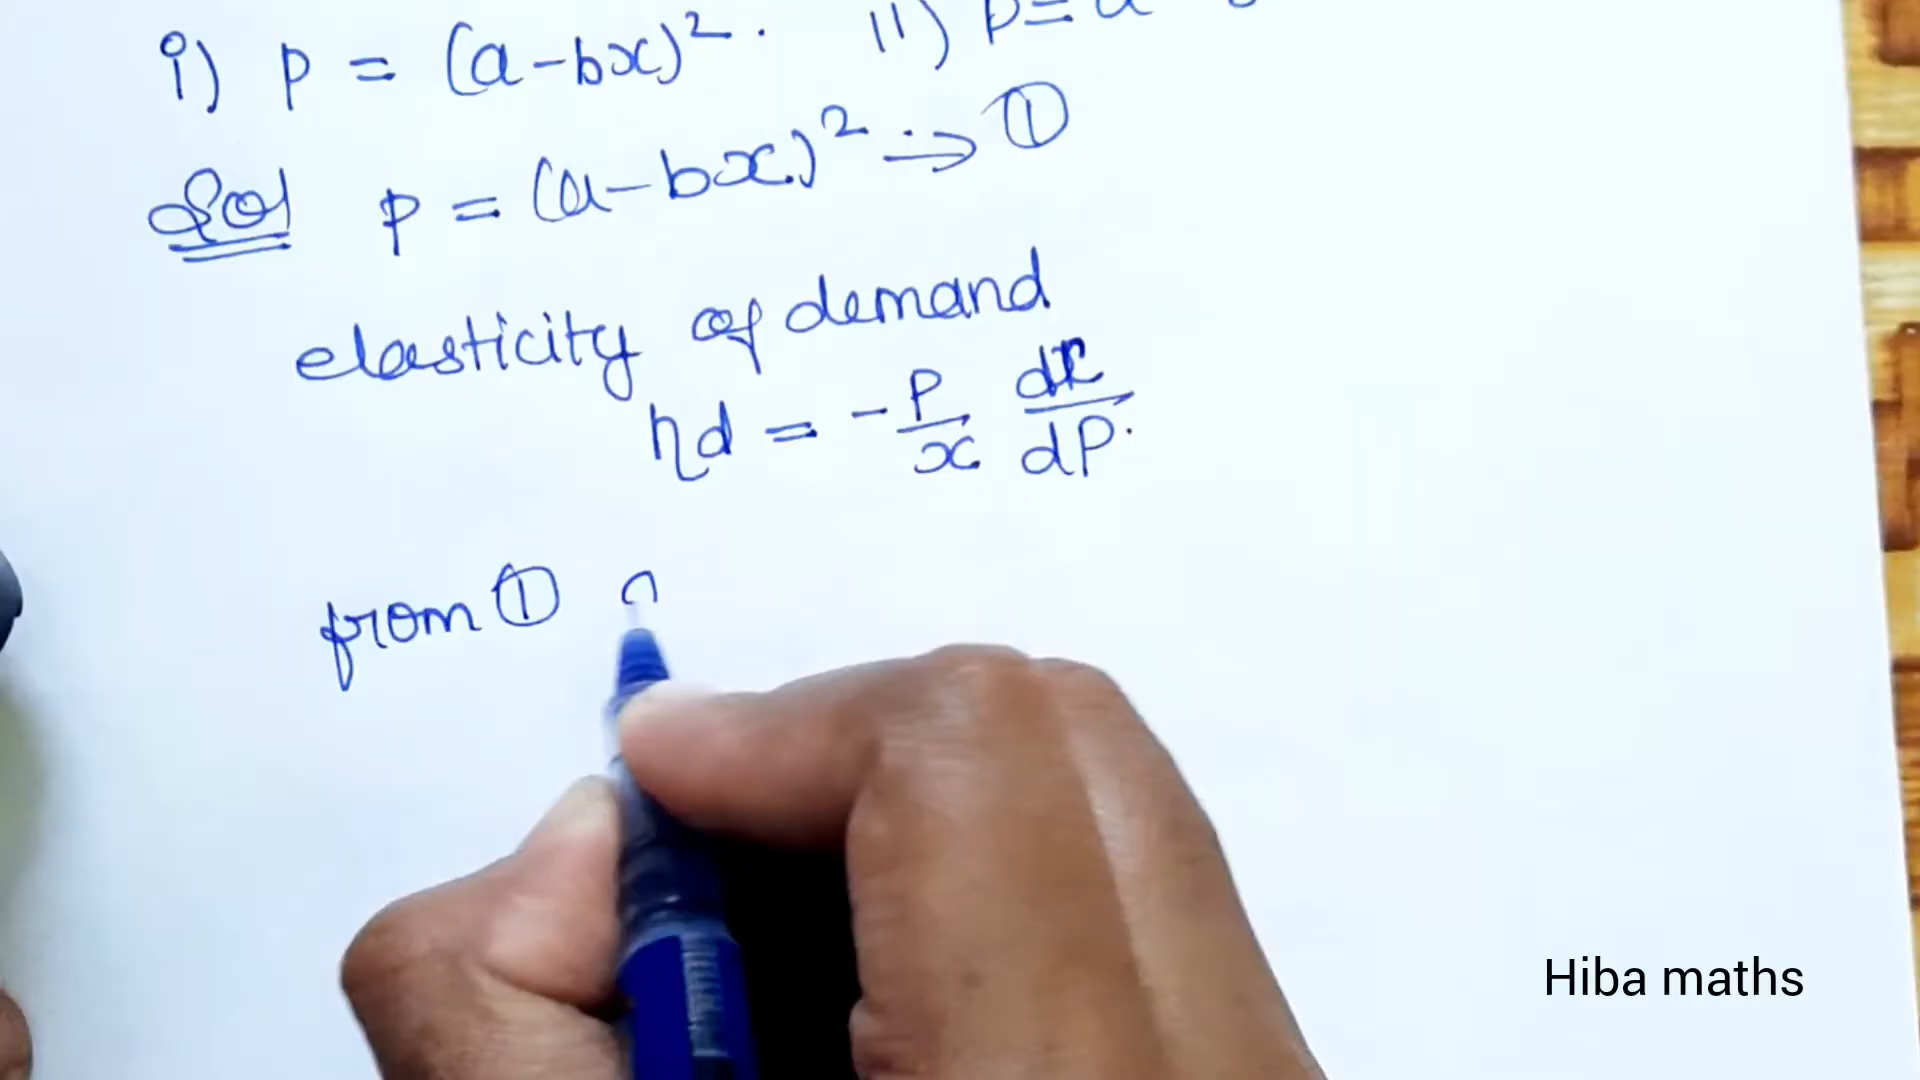 i) p = (a-bx)². ii) p = a
Sol p = (a-bx)² → ①
elasticity of demand
ηd = -P/x dx/dP.
from ①
Hiba maths